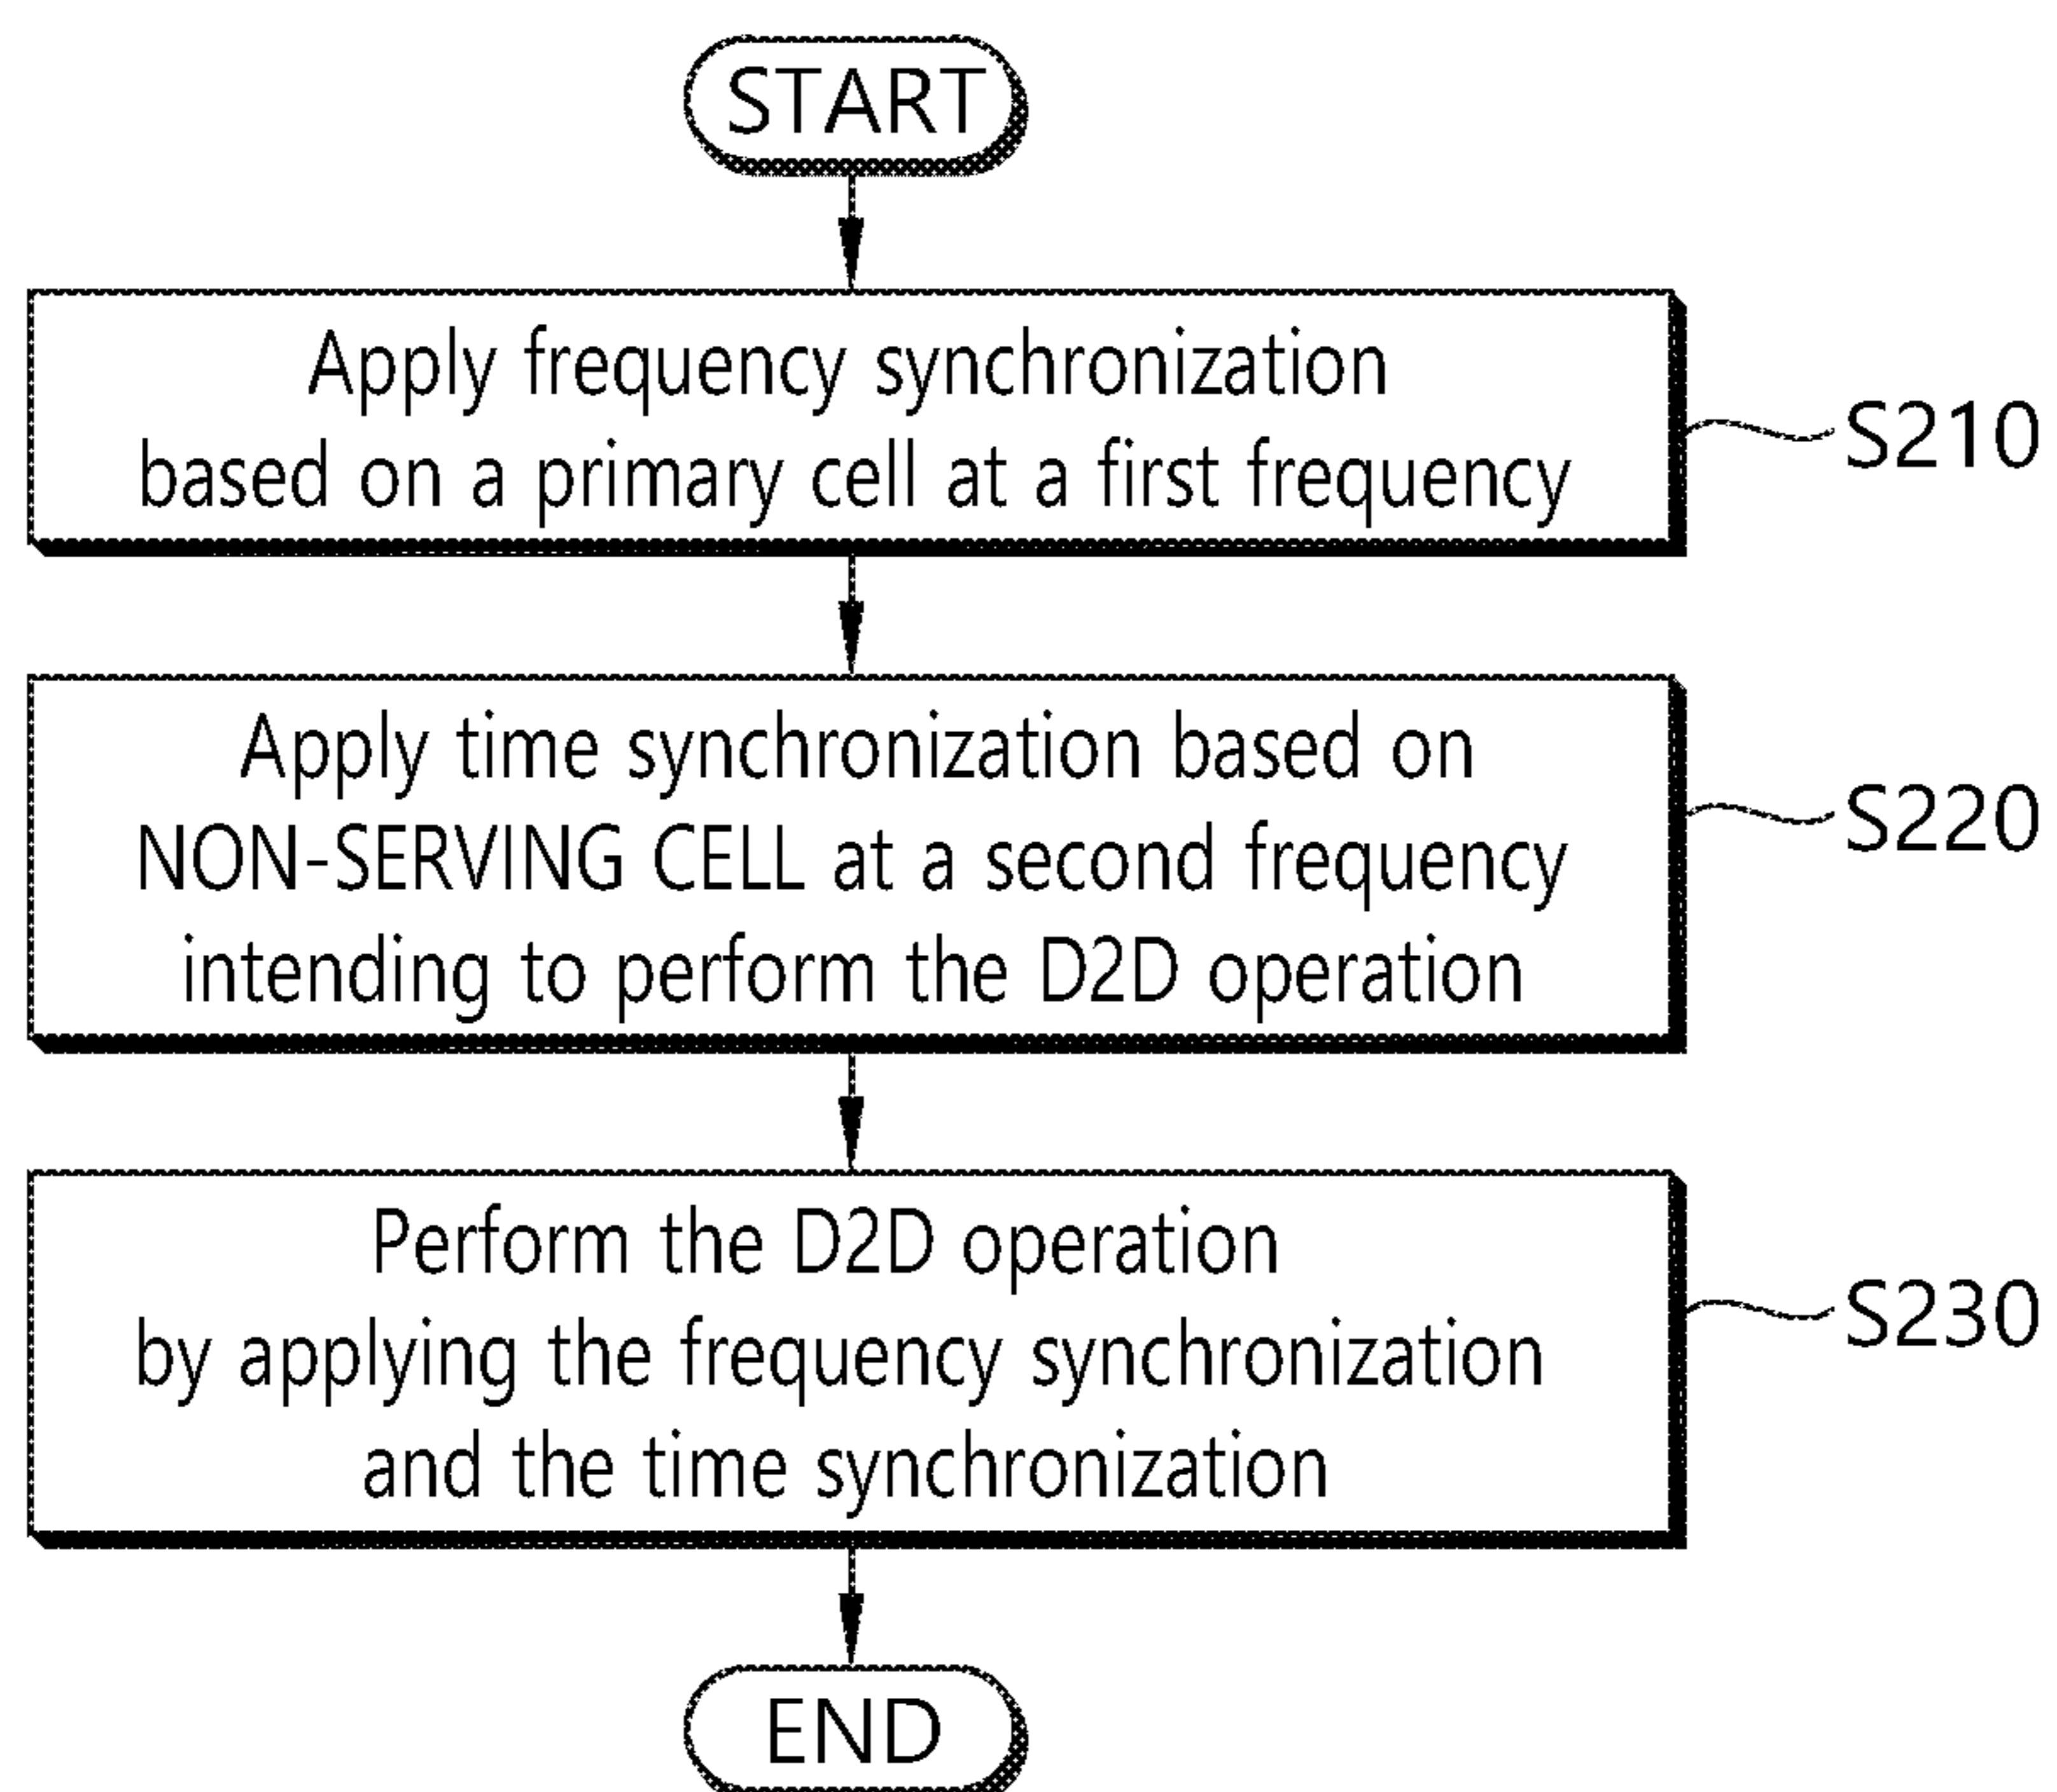 START
Apply frequency synchronization
based on a primary cell at a first frequency
S210
Apply time synchronization based on
NON-SERVING CELL at a second frequency
intending to perform the D2D operation
S220
Perform the D2D operation
by applying the frequency synchronization
and the time synchronization
S230
END